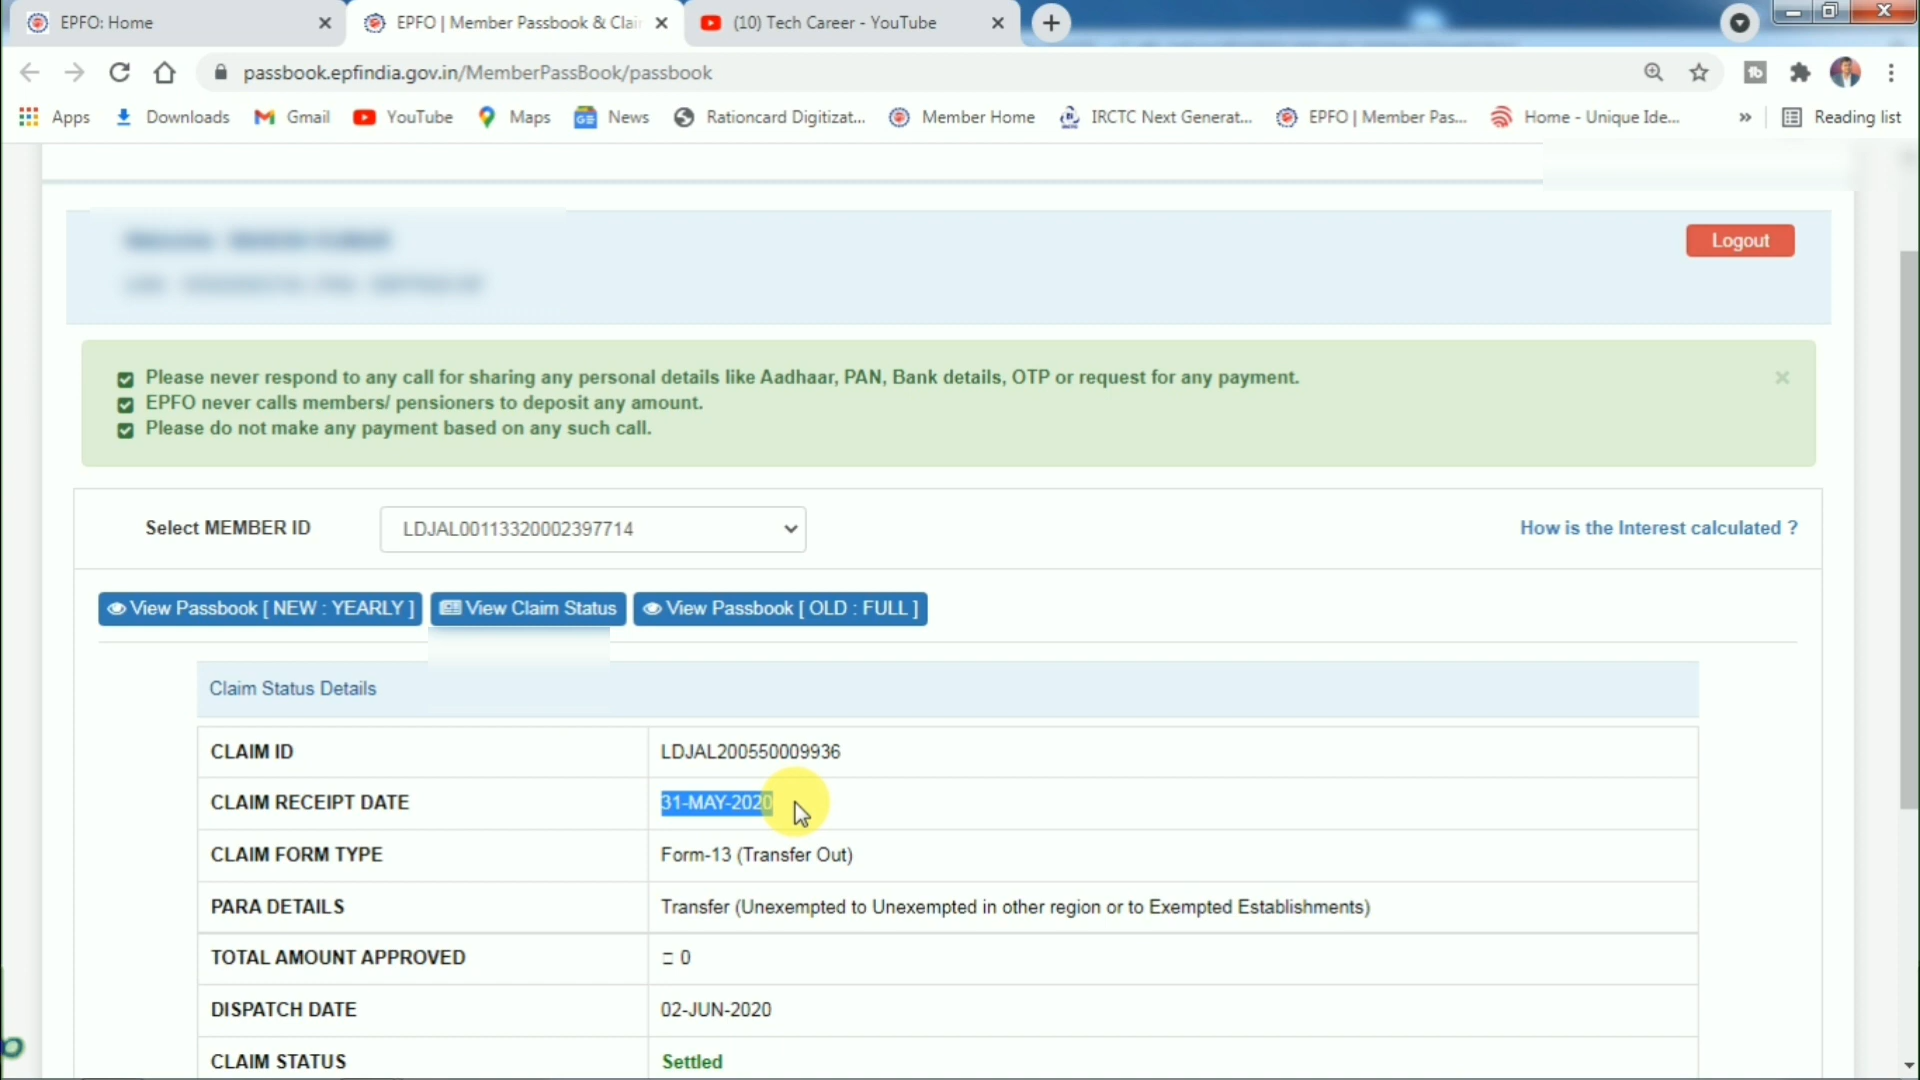 EPFO: Home
EPFO | Member Passbook & Clai
(10) Tech Career - YouTube
passbook.epfindia.gov.in/MemberPassBook/passbook
Apps
Downloads
Gmail
YouTube
Maps
News
Rationcard Digitizat...
Member Home
IRCTC Next Generat...
EPFO | Member Pas...
Home - Unique Ide...
»
Reading list
Logout
Please never respond to any call for sharing any personal details like Aadhaar, PAN, Bank details, OTP or request for any payment.
EPFO never calls members/ pensioners to deposit any amount.
Please do not make any payment based on any such call.
Select MEMBER ID
LDJAL00113320002397714
How is the Interest calculated ?
View Passbook [ NEW : YEARLY ]
View Claim Status
View Passbook [ OLD : FULL ]
Claim Status Details
CLAIM ID LDJAL200550009936
CLAIM RECEIPT DATE 31-MAY-2020
CLAIM FORM TYPE Form-13 (Transfer Out)
PARA DETAILS Transfer (Unexempted to Unexempted in other region or to Exempted Establishments)
TOTAL AMOUNT APPROVED 0
DISPATCH DATE 02-JUN-2020
CLAIM STATUS Settled